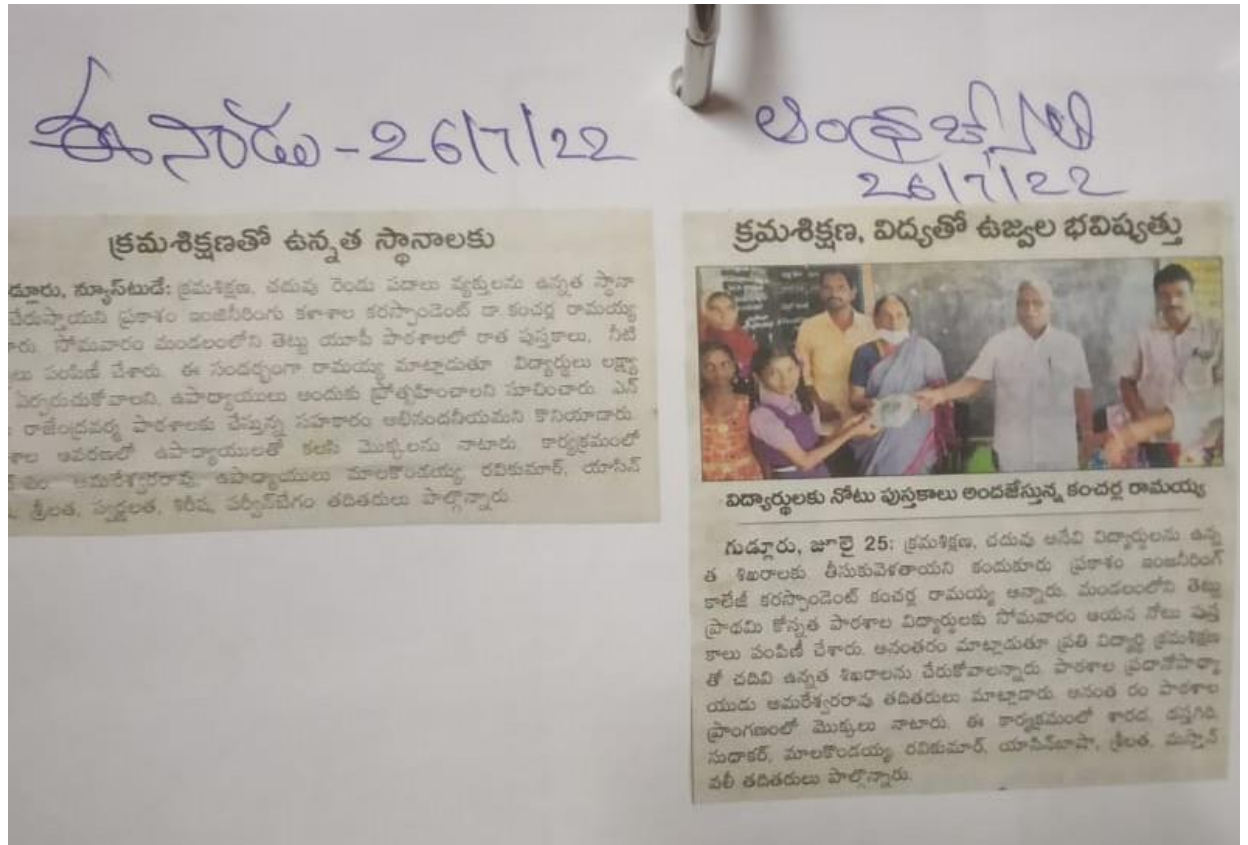 ఈనాడు - 26/7/22
క్రమశిక్షణతో ఉన్నత స్థానాలకు
డ్లూరు, న్యూస్‌టుడే: క్రమశిక్షణ, చదువు రెండు పదాలు వ్యక్తులను ఉన్నత స్థానా
చేరుస్తాయని ప్రకాశం ఇంజినీరింగు కళాశాల కరస్పాండెంట్ డా.కంచర్ల రామయ్య
రు. సోమవారం మండలంలోని తెట్టు యూపీ పాఠశాలలో రాత పుస్తకాలు, నీటి
లు పంపిణీ చేశారు. ఈ సందర్భంగా రామయ్య మాట్లాడుతూ విద్యార్థులు లక్ష్యా
ఏర్పరుచుకోవాలని, ఉపాధ్యాయులు అందుకు ప్రోత్సహించాలని సూచించారు. ఎన్
రాజేంద్రవర్మ పాఠశాలకు చేస్తున్న సహకారం అభినందనీయమని కొనియాడారు.
శాల ఆవరణలో ఉపాధ్యాయులతో కలసి మొక్కలను నాటారు. కార్యక్రమంలో
అమరేశ్వరరావు, ఉపాధ్యాయులు మాలకొండయ్య, రవికుమార్, యాసిన్
శ్రీలత, స్వర్ణలత, శిరీష, పర్వీన్‌బేగం తదితరులు పాల్గొన్నారు.
ఆంధ్రజ్యోతి
26/7/22
క్రమశిక్షణ, విద్యతో ఉజ్వల భవిష్యత్తు
విద్యార్థులకు నోటు పుస్తకాలు అందజేస్తున్న కంచర్ల రామయ్య
గుడ్లూరు, జూలై 25: క్రమశిక్షణ, చదువు అనేవి విద్యార్థులను ఉన్న
త శిఖరాలకు తీసుకువెళతాయని కందుకూరు ప్రకాశం ఇంజనీరింగ్
కాలేజీ కరస్పాండెంట్ కంచర్ల రామయ్య అన్నారు. మండలంలోని తెట్టు
ప్రాథమి కోన్నత పాఠశాల విద్యార్థులకు సోమవారం ఆయన నోటు పుస్త
కాలు పంపిణీ చేశారు. అనంతరం మాట్లాడుతూ ప్రతి విద్యార్థి క్రమశిక్షణ
తో చదివి ఉన్నత శిఖరాలను చేరుకోవాలన్నారు. పాఠశాల ప్రధానోపాధ్యా
యుడు అమరేశ్వరరావు తదితరులు మాట్లాడారు. అనంత రం పాఠశాల
ప్రాంగణంలో మొక్కలు నాటారు. ఈ కార్యక్రమంలో శారద, దస్తగిరి,
సుధాకర్, మాలకొండయ్య, రవికుమార్, యాసిన్‌బాషా, శ్రీలత, మస్తాన్
వలీ తదితరులు పాల్గొన్నారు.